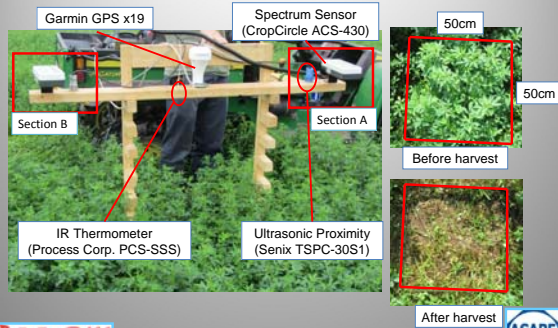 Garmin GPS x19
Spectrum Sensor
(CropCircle ACS-430)
50cm
50cm
Section B
Section A
Before harvest
IR Thermometer
(Process Corp. PCS-SSS)
Ultrasonic Proximity
(Senix TSPC-30S1)
After harvest